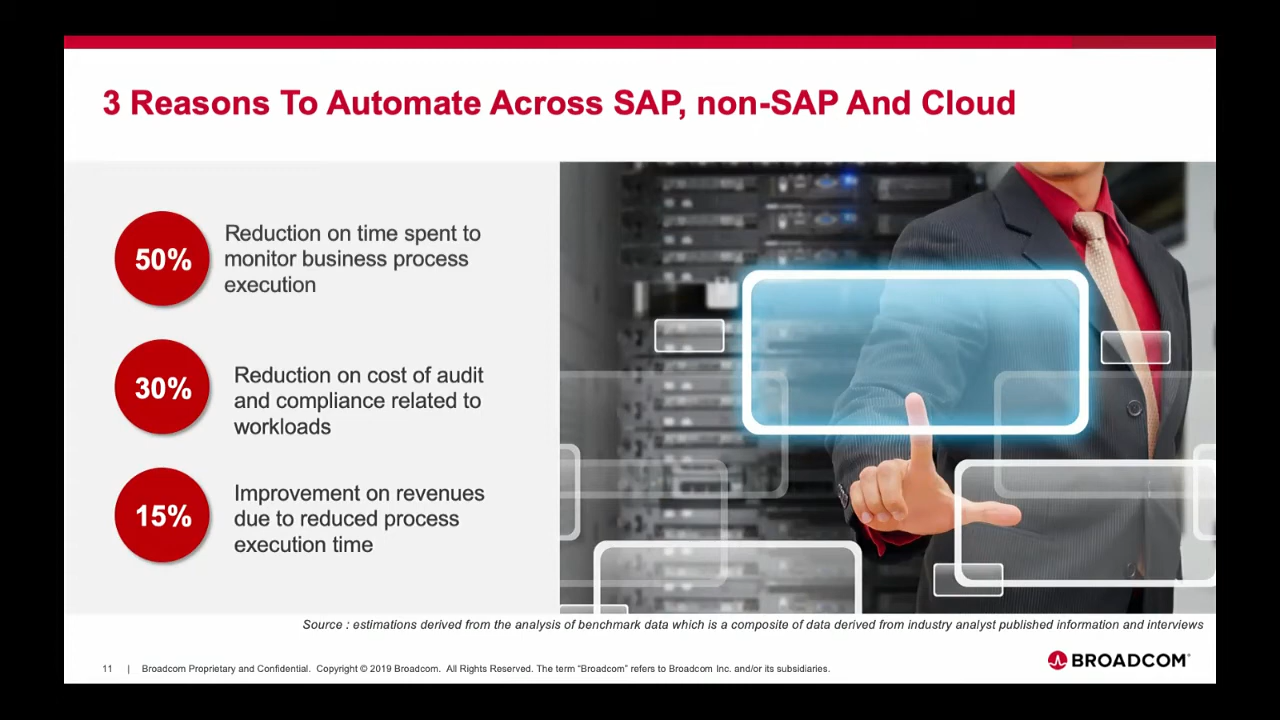 3 Reasons To Automate Across SAP, non-SAP And Cloud
50%
Reduction on time spent to
monitor business process
execution
30%
Reduction on cost of audit
and compliance related to
workloads
15%
Improvement on revenues
due to reduced process
execution time
Source : estimations derived from the analysis of benchmark data which is a composite of data derived from industry analyst published information and interviews
11 | Broadcom Proprietary and Confidential. Copyright © 2019 Broadcom. All Rights Reserved. The term “Broadcom” refers to Broadcom Inc. and/or its subsidiaries.
BROADCOM®